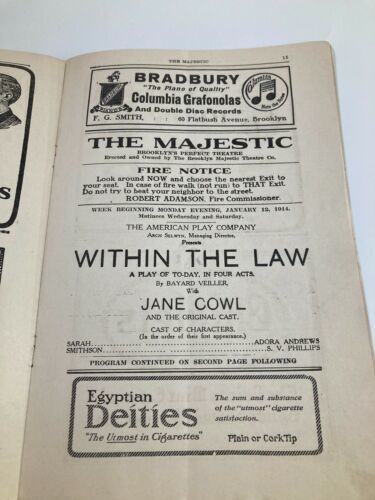 THE MAJESTIC 13
BRADBURY
"The Piano of Quality"
Columbia Grafonolas
And Double Disc Records
F. G. SMITH, : : 60 Flatbush Avenue, Brooklyn
Columbia
THE MAJESTIC
BROOKLYN'S PERFECT THEATRE
Erected and Owned by The Brooklyn Majestic Theatre Co.
FIRE NOTICE
Look around NOW and choose the nearest Exit to
your seat. In case of fire walk (not run) to THAT Exit.
Do not try to beat your neighbor to the street.
ROBERT ADAMSON, Fire Commissioner.
WEEK BEGINNING MONDAY EVENING, JANUARY 12, 1914.
Matinees Wednesday and Saturday.
THE AMERICAN PLAY COMPANY
ARCH SELWYN, Managing Director,
Presents
WITHIN THE LAW
A PLAY OF TO-DAY, IN FOUR ACTS.
By BAYARD VEILLER,
With
JANE COWL
AND THE ORIGINAL CAST.
CAST OF CHARACTERS.
(In the order of their first appearance.)
SARAH ADORA ANDREWS
SMITHSON S. V. PHILLIPS
PROGRAM CONTINUED ON SECOND PAGE FOLLOWING
Egyptian
Deities
"The Utmost in Cigarettes"
The sum and substance
of the "utmost" cigarette
satisfaction.
Plain or Cork Tip